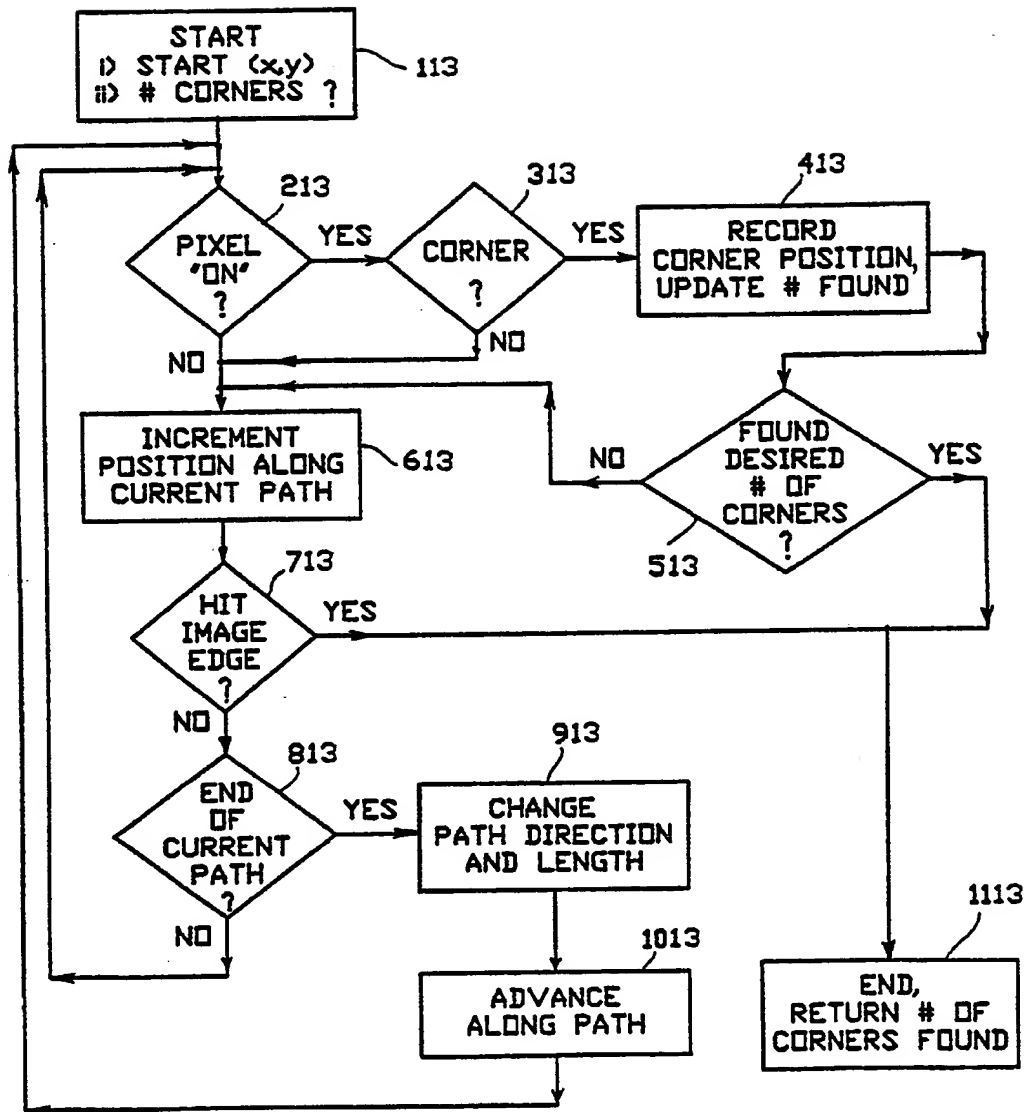 START
i) START (x,y)
ii) # CORNERS ?
113
213
PIXEL
"ON"
?
YES
313
CORNER
?
YES
413
RECORD
CORNER POSITION,
UPDATE # FOUND
NO
NO
INCREMENT
POSITION ALONG
CURRENT PATH
613
FOUND
DESIRED
# OF
CORNERS
?
NO
YES
513
713
HIT
IMAGE
EDGE
?
YES
NO
813
END
OF
CURRENT
PATH
?
YES
NO
913
CHANGE
PATH DIRECTION
AND LENGTH
1013
ADVANCE
ALONG PATH
1113
END,
RETURN # OF
CORNERS FOUND